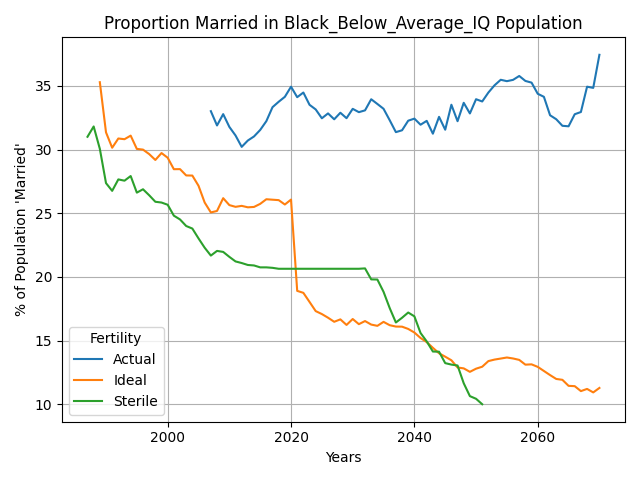 Proportion Married in Black_Below_Average_IQ Population
% of Population 'Married'
35
30
25
20
15
10
Fertility
Actual
Ideal
Sterile
2000
2020
2040
2060
Years